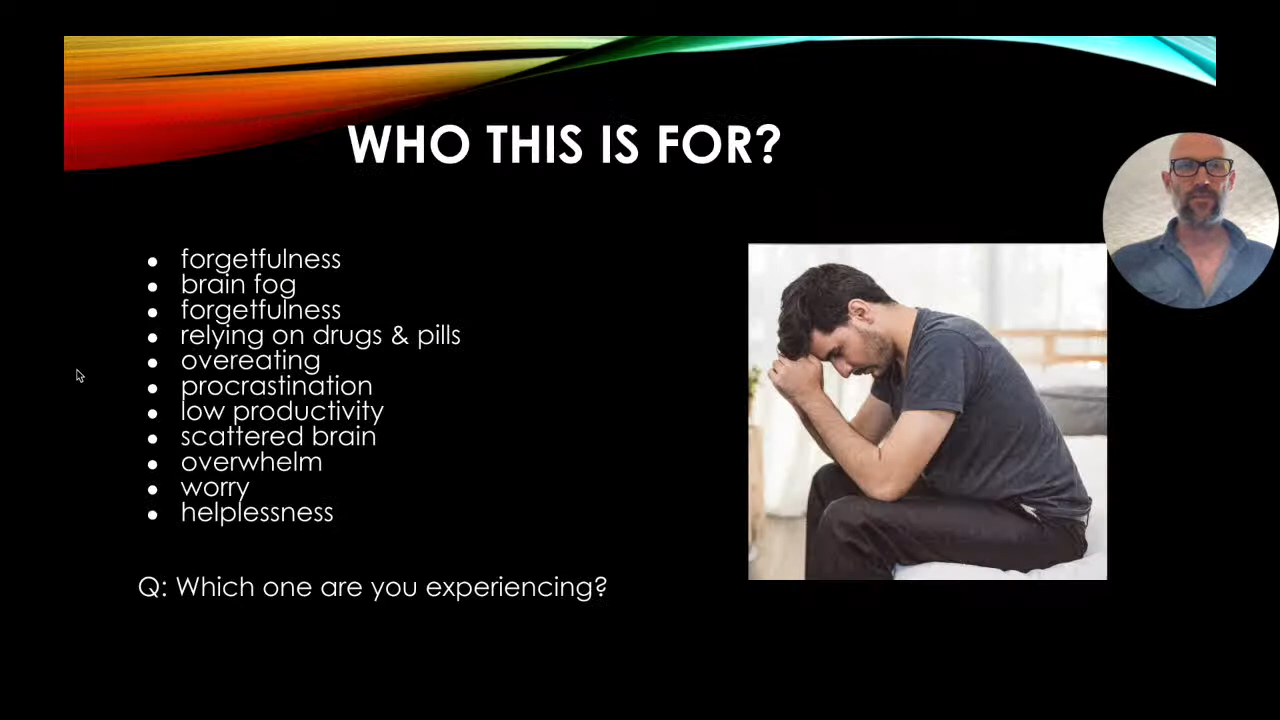 WHO THIS IS FOR?
• forgetfulness
• brain fog
• forgetfulness
• relying on drugs & pills
• overeating
• procrastination
• low productivity
• scattered brain
• overwhelm
• worry
• helplessness
Q: Which one are you experiencing?